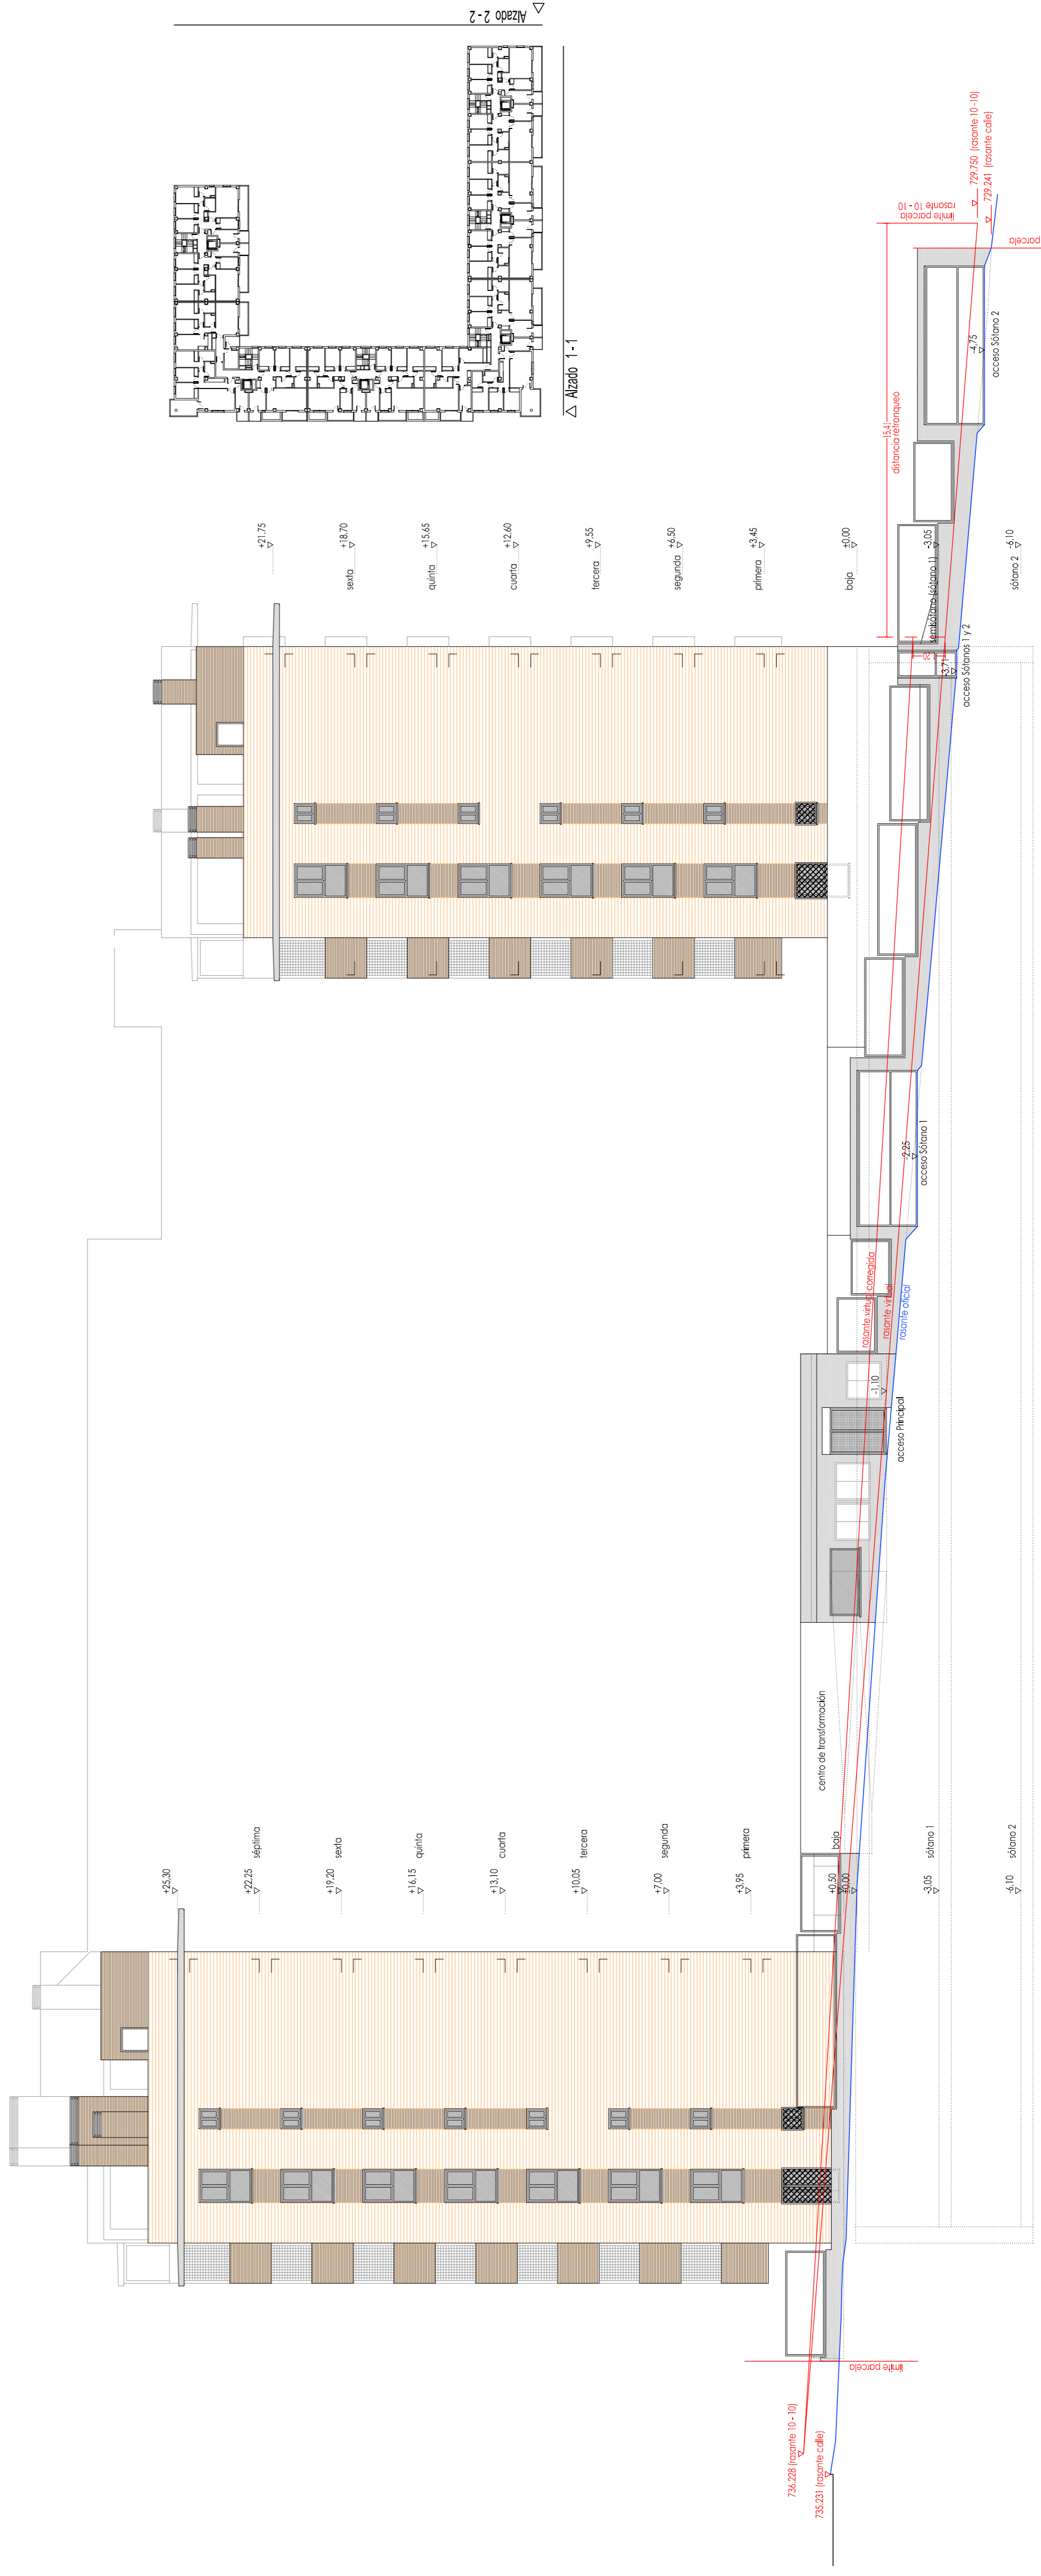 Alzado 2 - 2
Alzado 1 - 1
+21,75
+18,70
sexta
+15,65
quinta
+12,60
cuarta
+9,55
tercera
+6,50
segunda
+3,45
primera
±0,00
baja
-3,05
semisótano (sótano 1)
-6,10
sótano 2
729.750 (rasante 10 -10)
729.241 (rasante calle)
límite parcela
rasante 10 - 10
parcela
15,41
distancia retranqueo
-4,75
acceso Sótano 2
-3,71
acceso Sótanos 1 y 2
-2,25
acceso Sótano 1
rasante virtual corregida
rasante virtual
rasante oficial
-1,10
acceso Principal
centro de transformación
+25,30
+22,25
séptima
+19,20
sexta
+16,15
quinta
+13,10
cuarta
+10,05
tercera
+7,00
segunda
+3,95
primera
+0,50
±0,00
baja
-3,05
sótano 1
-6,10
sótano 2
límite parcela
736.228 (rasante 10 - 10)
735.231 (rasante calle)